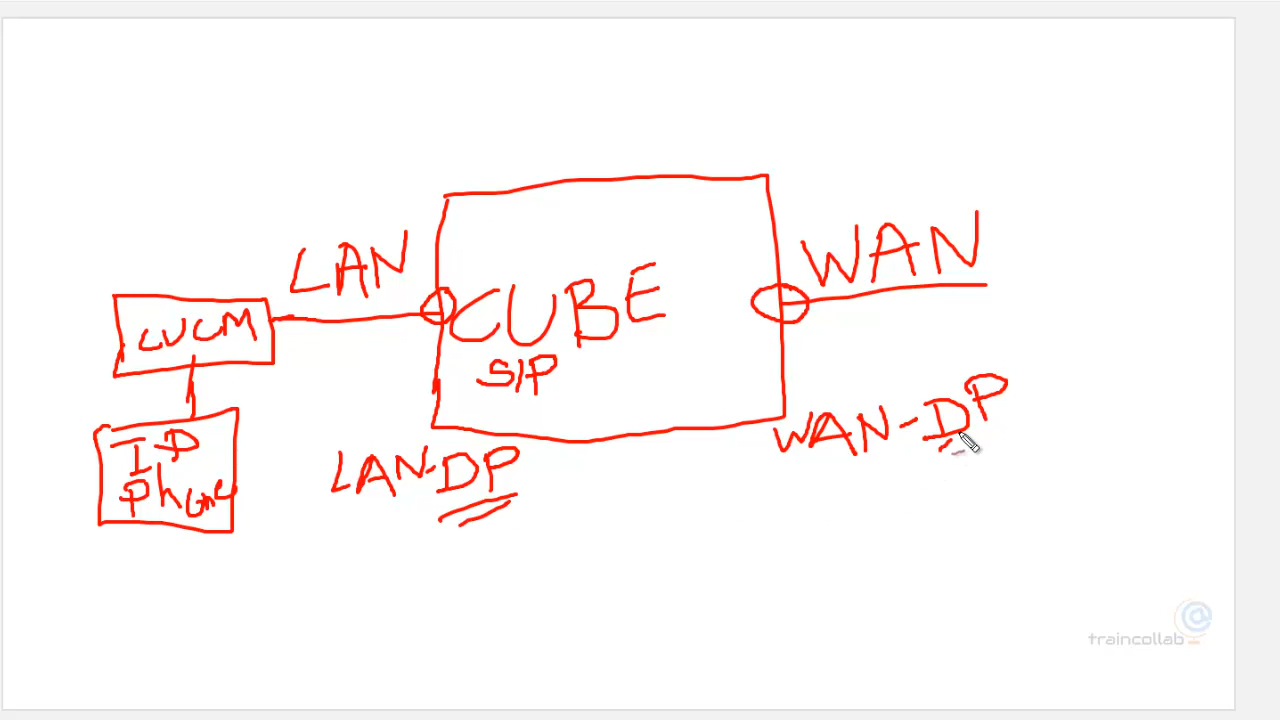 LAN
WAN
CUCM
CUBE
SIP
IP
Phone
LAN-DP
WAN-DP
traincollab